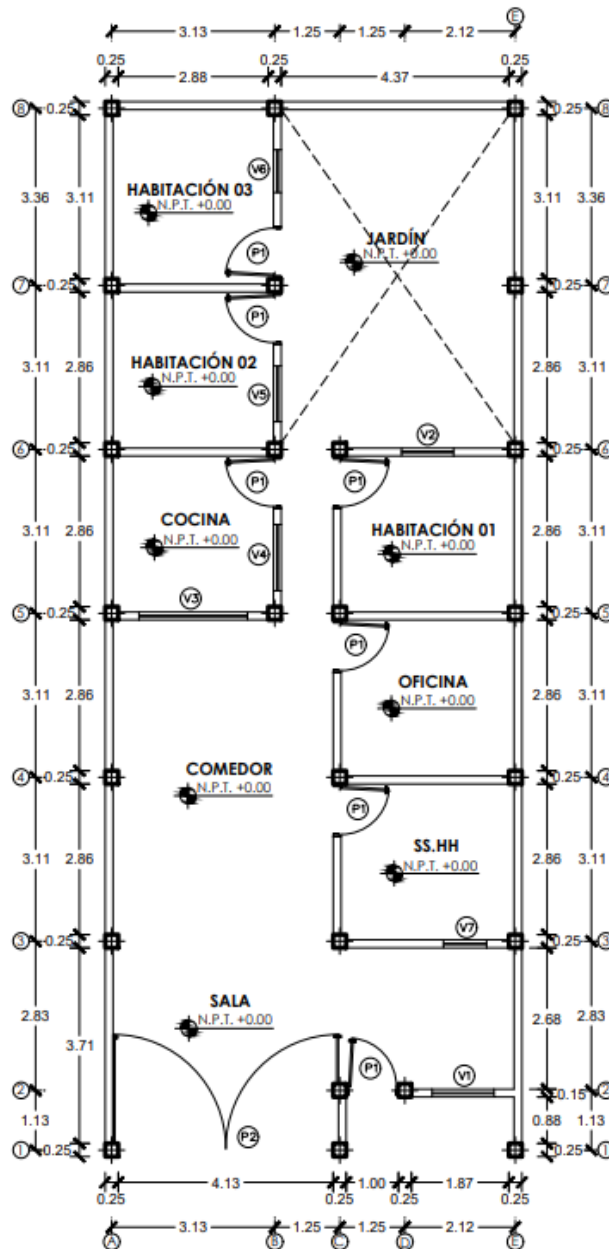 E
3.13 1.25 1.25 2.12
0.25 0.25 0.25
2.88 4.37
8 0.25 0.25 8
3.36 3.11 HABITACIÓN 03 V6 3.11 3.36
N.P.T. +0.00
JARDÍN
N.P.T. +0.00
P1
7 0.25 0.25 7
P1
3.11 2.86 HABITACIÓN 02 2.86 3.11
N.P.T. +0.00
V5
V2
6 0.25 0.25 6
P1 P1
3.11 2.86 COCINA HABITACIÓN 01 2.86 3.11
N.P.T. +0.00 N.P.T. +0.00
V4
V3
5 0.25 0.25 5
P1
3.11 2.86 OFICINA 2.86 3.11
N.P.T. +0.00
4 0.25 COMEDOR 0.25 4
N.P.T. +0.00
P1
3.11 2.86 SS.HH 2.86 3.11
N.P.T. +0.00
V7
3 0.25 0.25 3
2.83 SALA 2.68 2.83
N.P.T. +0.00
3.71
P1 V1
2 0.15 2
1.13 P2 0.88 1.13
1 0.25 0.25 1
4.13 1.00 1.87
0.25 0.25 0.25 0.25
3.13 1.25 1.25 2.12
A B C D E